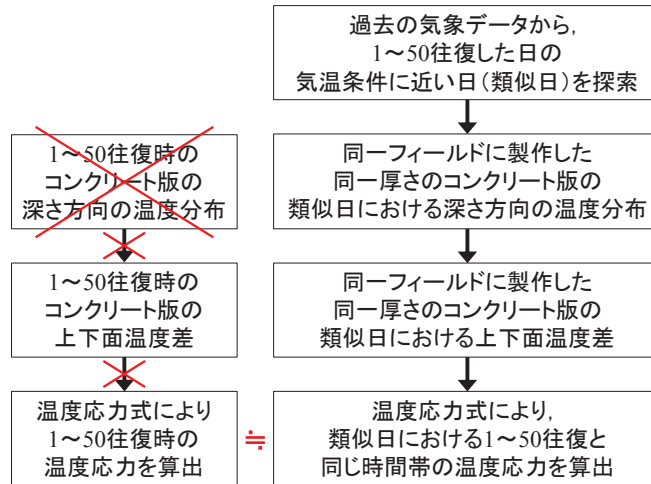 過去の気象データから,
1～50往復した日の
気温条件に近い日(類似日)を探索
1～50往復時の
コンクリート版の
深さ方向の温度分布
同一フィールドに製作した
同一厚さのコンクリート版の
類似日における深さ方向の温度分布
1～50往復時の
コンクリート版の
上下面温度差
同一フィールドに製作した
同一厚さのコンクリート版の
類似日における上下面温度差
温度応力式により
1～50往復時の
温度応力を算出
≒
温度応力式により,
類似日における1～50往復と
同じ時間帯の温度応力を算出